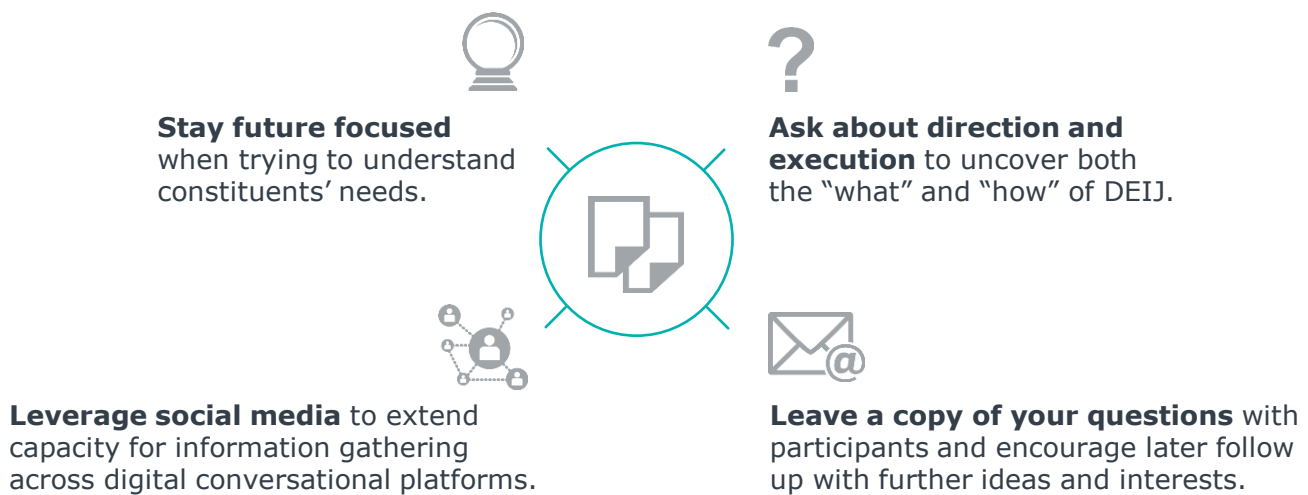 Stay future focused
when trying to understand
constituents’ needs.
?
Ask about direction and
execution to uncover both
the “what” and “how” of DEIJ.
Leverage social media to extend
capacity for information gathering
across digital conversational platforms.
@
Leave a copy of your questions with
participants and encourage later follow
up with further ideas and interests.